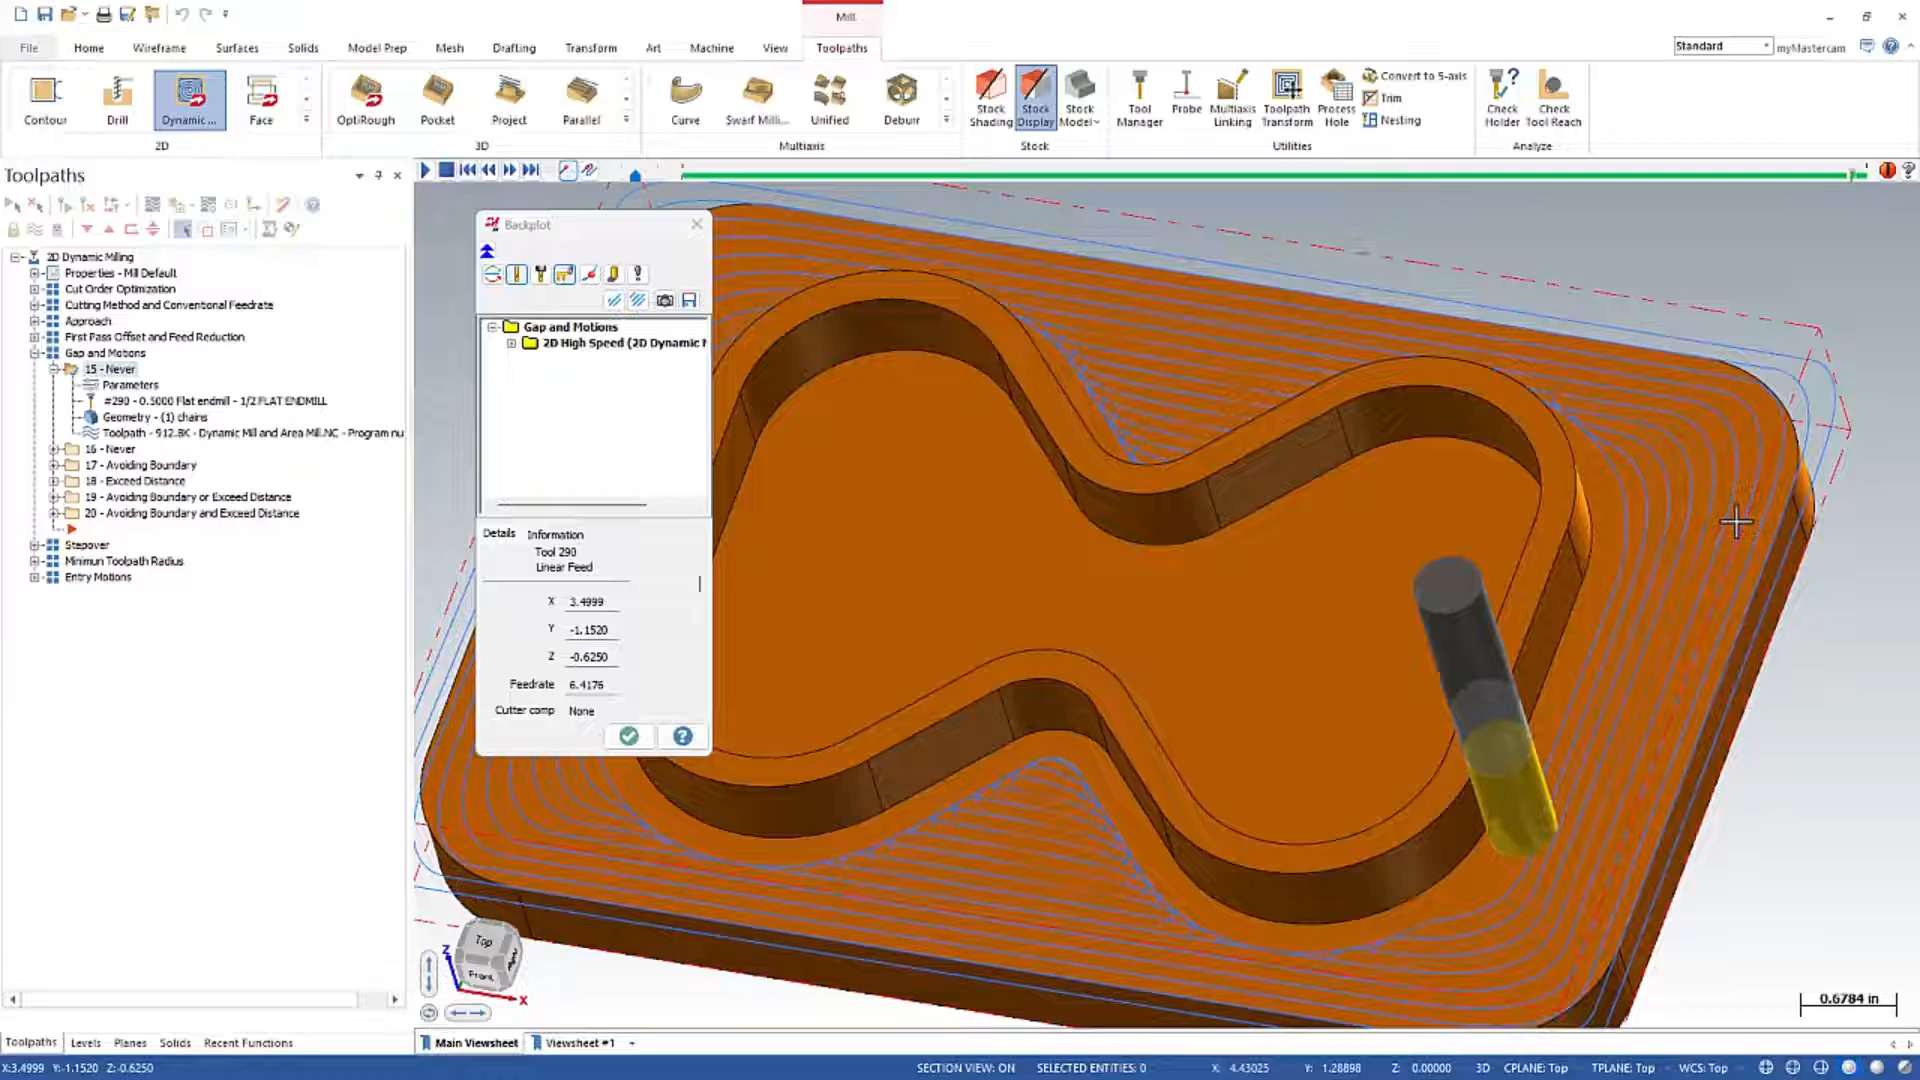 Mill
File Home Wireframe Surfaces Solids Model Prep Mesh Drafting Transform Art Machine View Toolpaths
Standard
myMastercam
Contour
Drill
Dynamic ...
Face
OptiRough
Pocket
Project
Parallel
Curve
Swarf Milli...
Unified
Deburr
Stock Shading
Stock Display
Stock Model
Tool Manager
Probe
Multiaxis Linking
Toolpath Transform
Process Hole
Convert to 5-axis
Trim
Nesting
Check Holder
Check Tool Reach
2D
3D
Multiaxis
Stock
Utilities
Analyze
Toolpaths
2D Dynamic Milling
Properties - Mill Default
Cut Order Optimization
Cutting Method and Conventional Feedrate
Approach
First Pass Offset and Feed Reduction
Gap and Motions
15 - Never
Parameters
#290 - 0.5000 Flat endmill - 1/2 FLAT ENDMILL
Geometry - (1) chains
Toolpath - 912.8K - Dynamic Mill and Area Mill.NC - Program nu
16 - Never
17 - Avoiding Boundary
18 - Exceed Distance
19 - Avoiding Boundary or Exceed Distance
20 - Avoiding Boundary and Exceed Distance
Stepover
Minimun Toolpath Radius
Entry Motions
Backplot
Gap and Motions
2D High Speed (2D Dynamic
Details Information
Tool 290
Linear Feed
X 3.4999
Y -1.1520
Z -0.6250
Feedrate 6.4176
Cutter comp None
Top
Front
Z
X
0.6784 in
Toolpaths Levels Planes Solids Recent Functions
Main Viewsheet Viewsheet #1 +
X:3.4999 Y:-1.1520 Z:-0.6250
SECTION VIEW: ON SELECTED ENTITIES: 0 X: 4.43025 Y: 1.28898 Z: 0.00000 3D CPLANE: Top TPLANE: Top WCS: Top